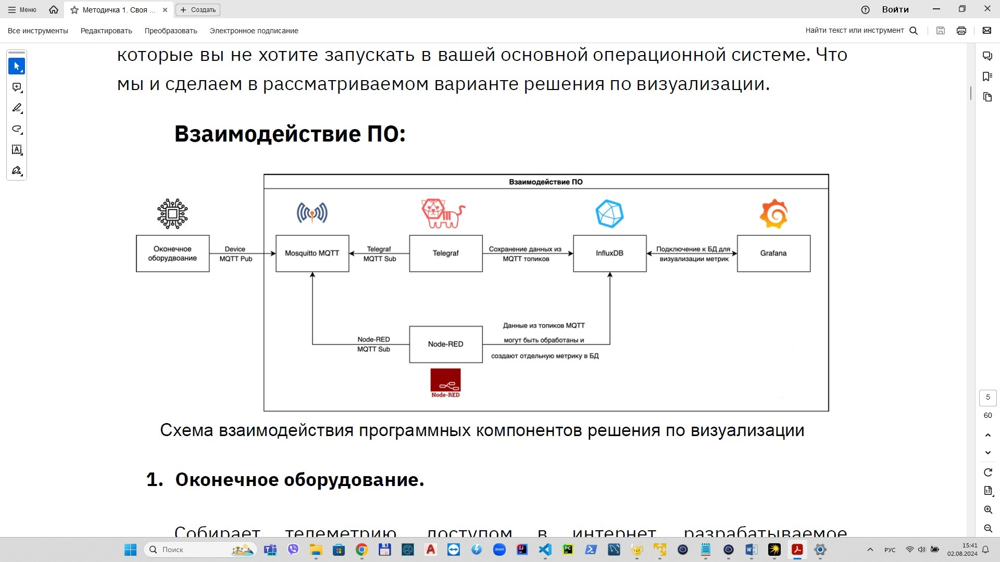 Меню
Методичка 1. Своя ...
Создать
Войти
Все инструменты
Редактировать
Преобразовать
Электронное подписание
Найти текст или инструмент
которые вы не хотите запускать в вашей основной операционной системе. Что
мы и сделаем в рассматриваемом варианте решения по визуализации.
Взаимодействие ПО:
Взаимодействие ПО
Оконечное
оборудвоание
Device
MQTT Pub
Mosquitto MQTT
Telegraf
MQTT Sub
Telegraf
Сохранение данных из
MQTT топиков
InfluxDB
Подключение к БД для
визуализации метрик
Grafana
Node-RED
MQTT Sub
Node-RED
Данные из топиков MQTT
могут быть обработаны и
создают отдельную метрику в БД
Node-RED
Схема взаимодействия программных компонентов решения по визуализации
1. Оконечное оборудование.
Собирает телеметрию, доступом в интернет, разрабатываемое
5
60
Поиск
NEW
zoom
IJ
PC
РУС
15:41
02.08.2024